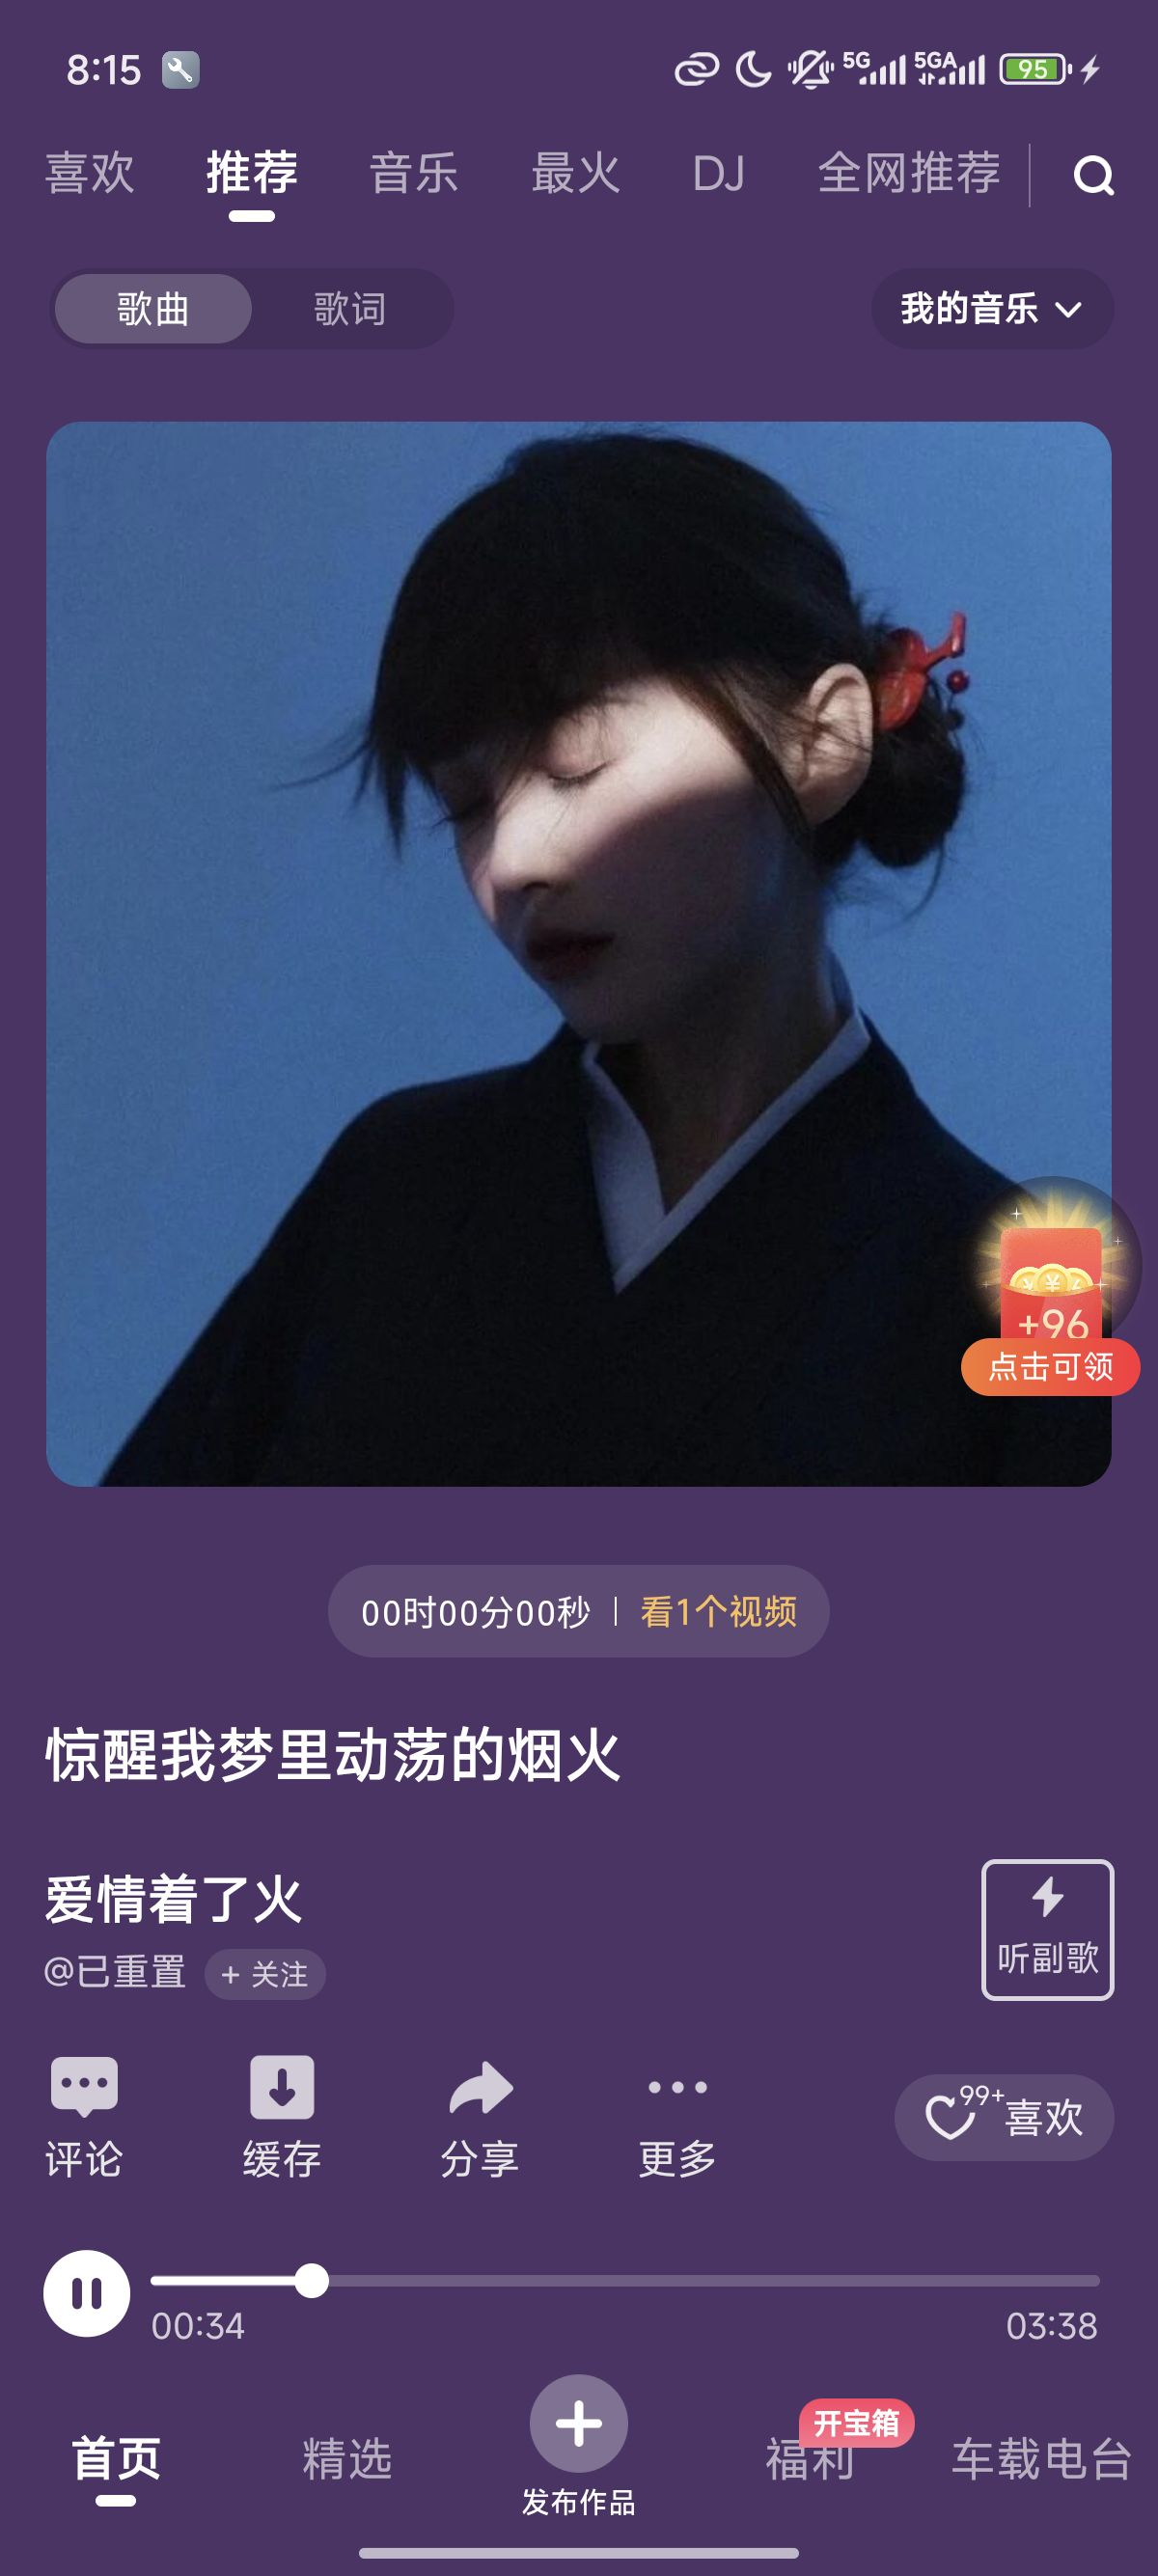 8:15 5G 5GA 95
喜欢 推荐 音乐 最火 DJ 全网推荐
歌曲 歌词 我的音乐
+96
点击可领
00时00分00秒 看1个视频
惊醒我梦里动荡的烟火
爱情着了火
@已重置 + 关注
听副歌
评论 缓存 分享 更多 99+ 喜欢
00:34 03:38
首页 精选 发布作品 福利 开宝箱 车载电台